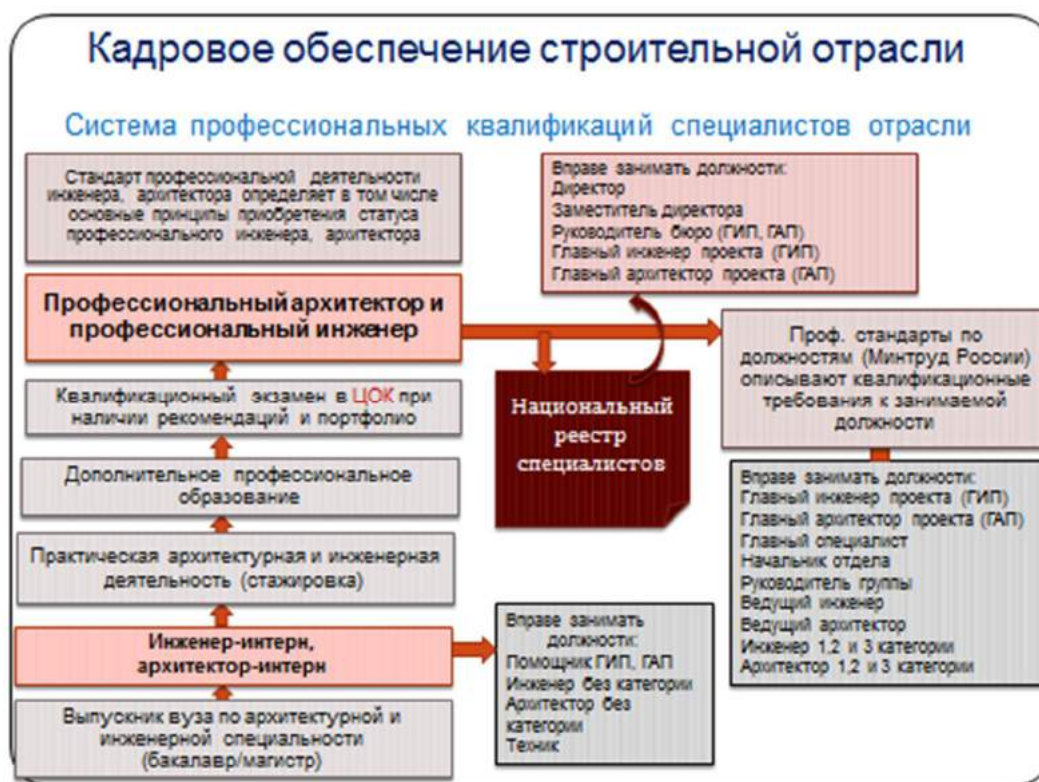 Кадровое обеспечение строительной отрасли
Система профессиональных квалификаций специалистов отрасли
Стандарт профессиональной деятельности
инженера, архитектора определяет в том числе
основные принципы приобретения статуса
профессионального инженера, архитектора
Профессиональный архитектор и
профессиональный инженер
Квалификационный экзамен в ЦОК при
наличии рекомендаций и портфолио
Дополнительное профессиональное
образование
Практическая архитектурная и инженерная
деятельность (стажировка)
Инженер-интерн,
архитектор-интерн
Выпускник вуза по архитектурной и
инженерной специальности
(бакалавр/магистр)
Вправе занимать должности:
Директор
Заместитель директора
Руководитель бюро (ГИП, ГАП)
Главный инженер проекта (ГИП)
Главный архитектор проекта (ГАП)
Национальный
реестр
специалистов
Проф. стандарты по
должностям (Минтруд России)
описывают квалификационные
требования к занимаемой
должности
Вправе занимать должности:
Главный инженер проекта (ГИП)
Главный архитектор проекта (ГАП)
Главный специалист
Начальник отдела
Руководитель группы
Ведущий инженер
Ведущий архитектор
Инженер 1,2 и 3 категории
Архитектор 1,2 и 3 категории
Вправе занимать
должности:
Помощник ГИП, ГАП
Инженер без категории
Архитектор без
категории
Техник